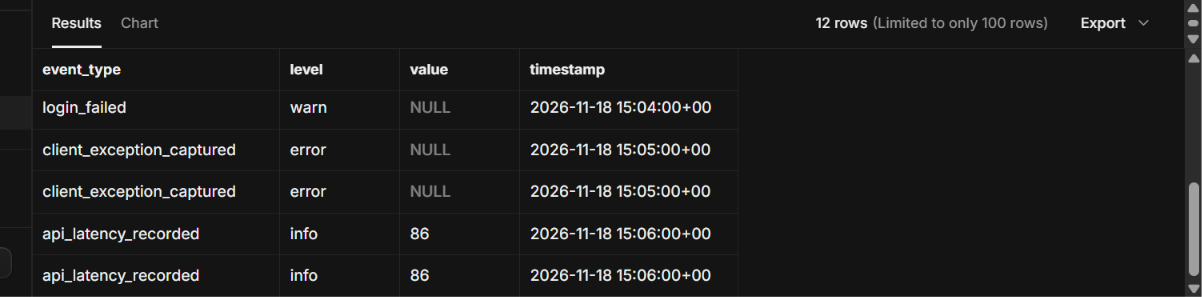 Results Chart 12 rows (Limited to only 100 rows) Export
event_type level value timestamp
login_failed warn NULL 2026-11-18 15:04:00+00
client_exception_captured error NULL 2026-11-18 15:05:00+00
client_exception_captured error NULL 2026-11-18 15:05:00+00
api_latency_recorded info 86 2026-11-18 15:06:00+00
api_latency_recorded info 86 2026-11-18 15:06:00+00